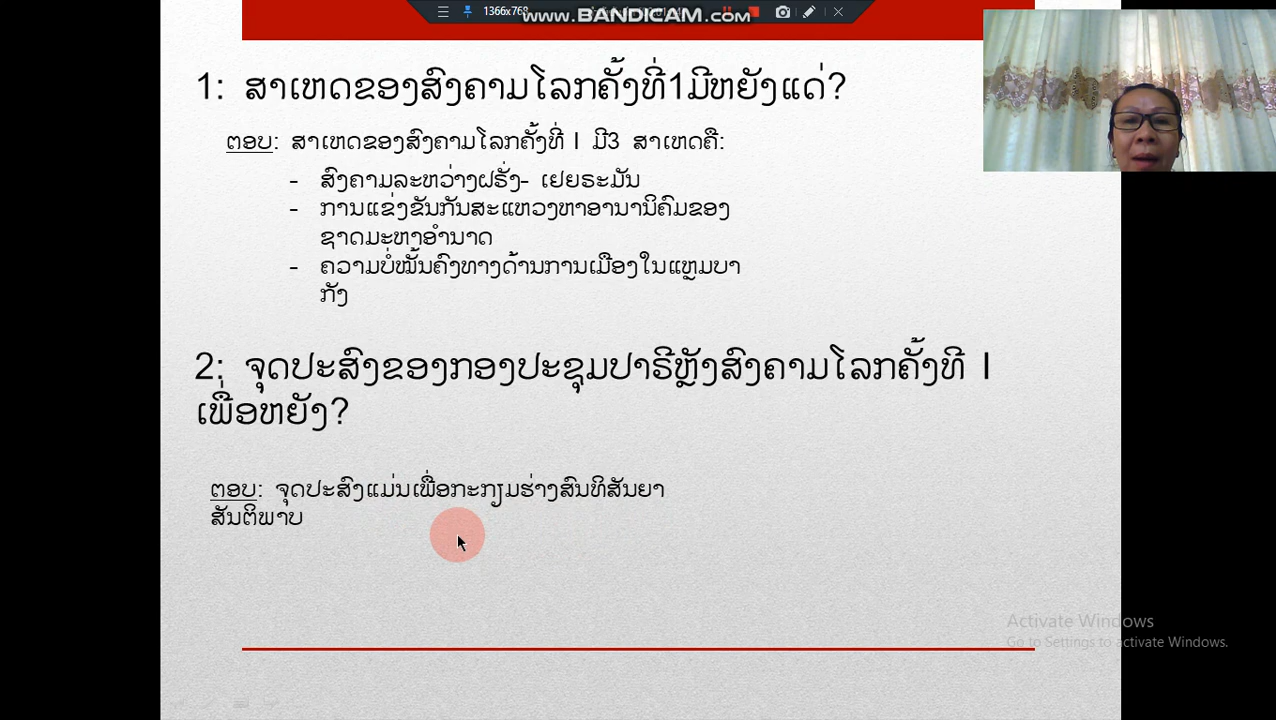 1366x768
www.BANDICAM.com
1: ສາເຫດຂອງສົງຄາມໂລກຄັ້ງທີ່1ມີຫຍັງແດ່?
ຕອບ: ສາເຫດຂອງສົງຄາມໂລກຄັ້ງທີ່ I ມີ3 ສາເຫດຄື:
- ສົງຄາມລະຫວ່າງຝຣັ່ງ- ເຢຍຣະມັນ
- ການແຂ່ງຂັນກັນສະແຫວງຫາອານານິຄົມຂອງ
ຊາດມະຫາອຳນາດ
- ຄວາມບໍ່ໝັ້ນຄົງທາງດ້ານການເມືອງໃນແຫຼມບາ
ກັງ
2: ຈຸດປະສົງຂອງກອງປະຊຸມປາຣີຫຼັງສົງຄາມໂລກຄັ້ງທີ I
ເພື່ອຫຍັງ?
ຕອບ: ຈຸດປະສົງແມ່ນເພື່ອກະກຽມຮ່າງສົນທິສັນຍາ
ສັນຕິພາບ
Activate Windows
Go to Settings to activate Windows.